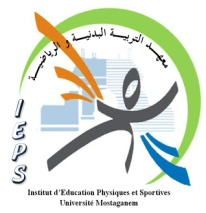 معهد التربية البدنية و الرياضية
IEPS
Institut d'Education Physiques et Sportives
Université Mostaganem